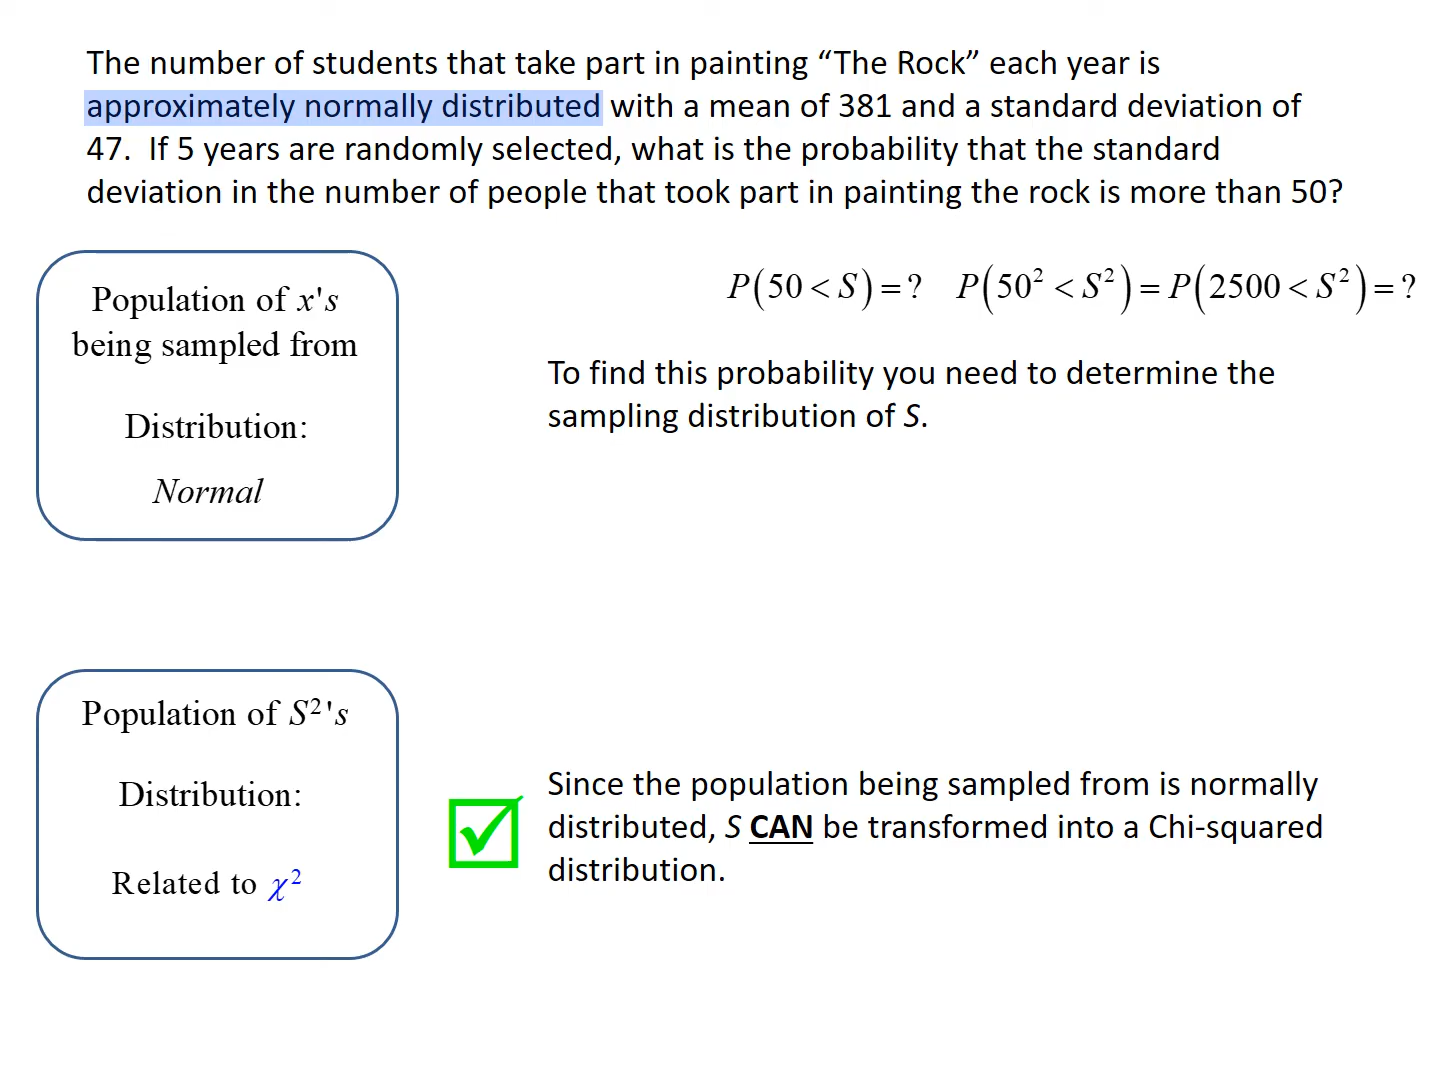 The number of students that take part in painting “The Rock” each year is
approximately normally distributed with a mean of 381 and a standard deviation of
47.  If 5 years are randomly selected, what is the probability that the standard
deviation in the number of people that took part in painting the rock is more than 50?
P(50 < S) = ?  P(50² < S²) = P(2500 < S²) = ?
Population of x's
being sampled from
Distribution:
Normal
To find this probability you need to determine the
sampling distribution of S.
Population of S²'s
Distribution:
Related to χ²
Since the population being sampled from is normally
distributed, S CAN be transformed into a Chi-squared
distribution.